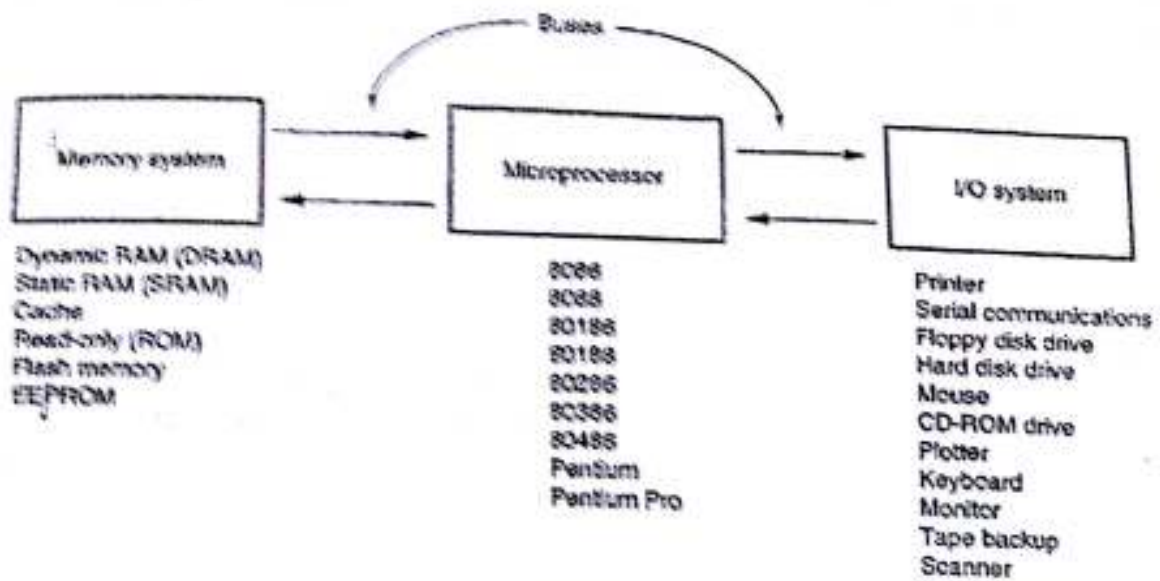 Buses
Memory system
Microprocessor
I/O system
Dynamic RAM (DRAM)
Static RAM (SRAM)
Cache
Read-only (ROM)
Flash memory
EEPROM
8086
8088
80186
80188
80286
80386
80486
Pentium
Pentium Pro
Printer
Serial communications
Floppy disk drive
Hard disk drive
Mouse
CD-ROM drive
Plotter
Keyboard
Monitor
Tape backup
Scanner